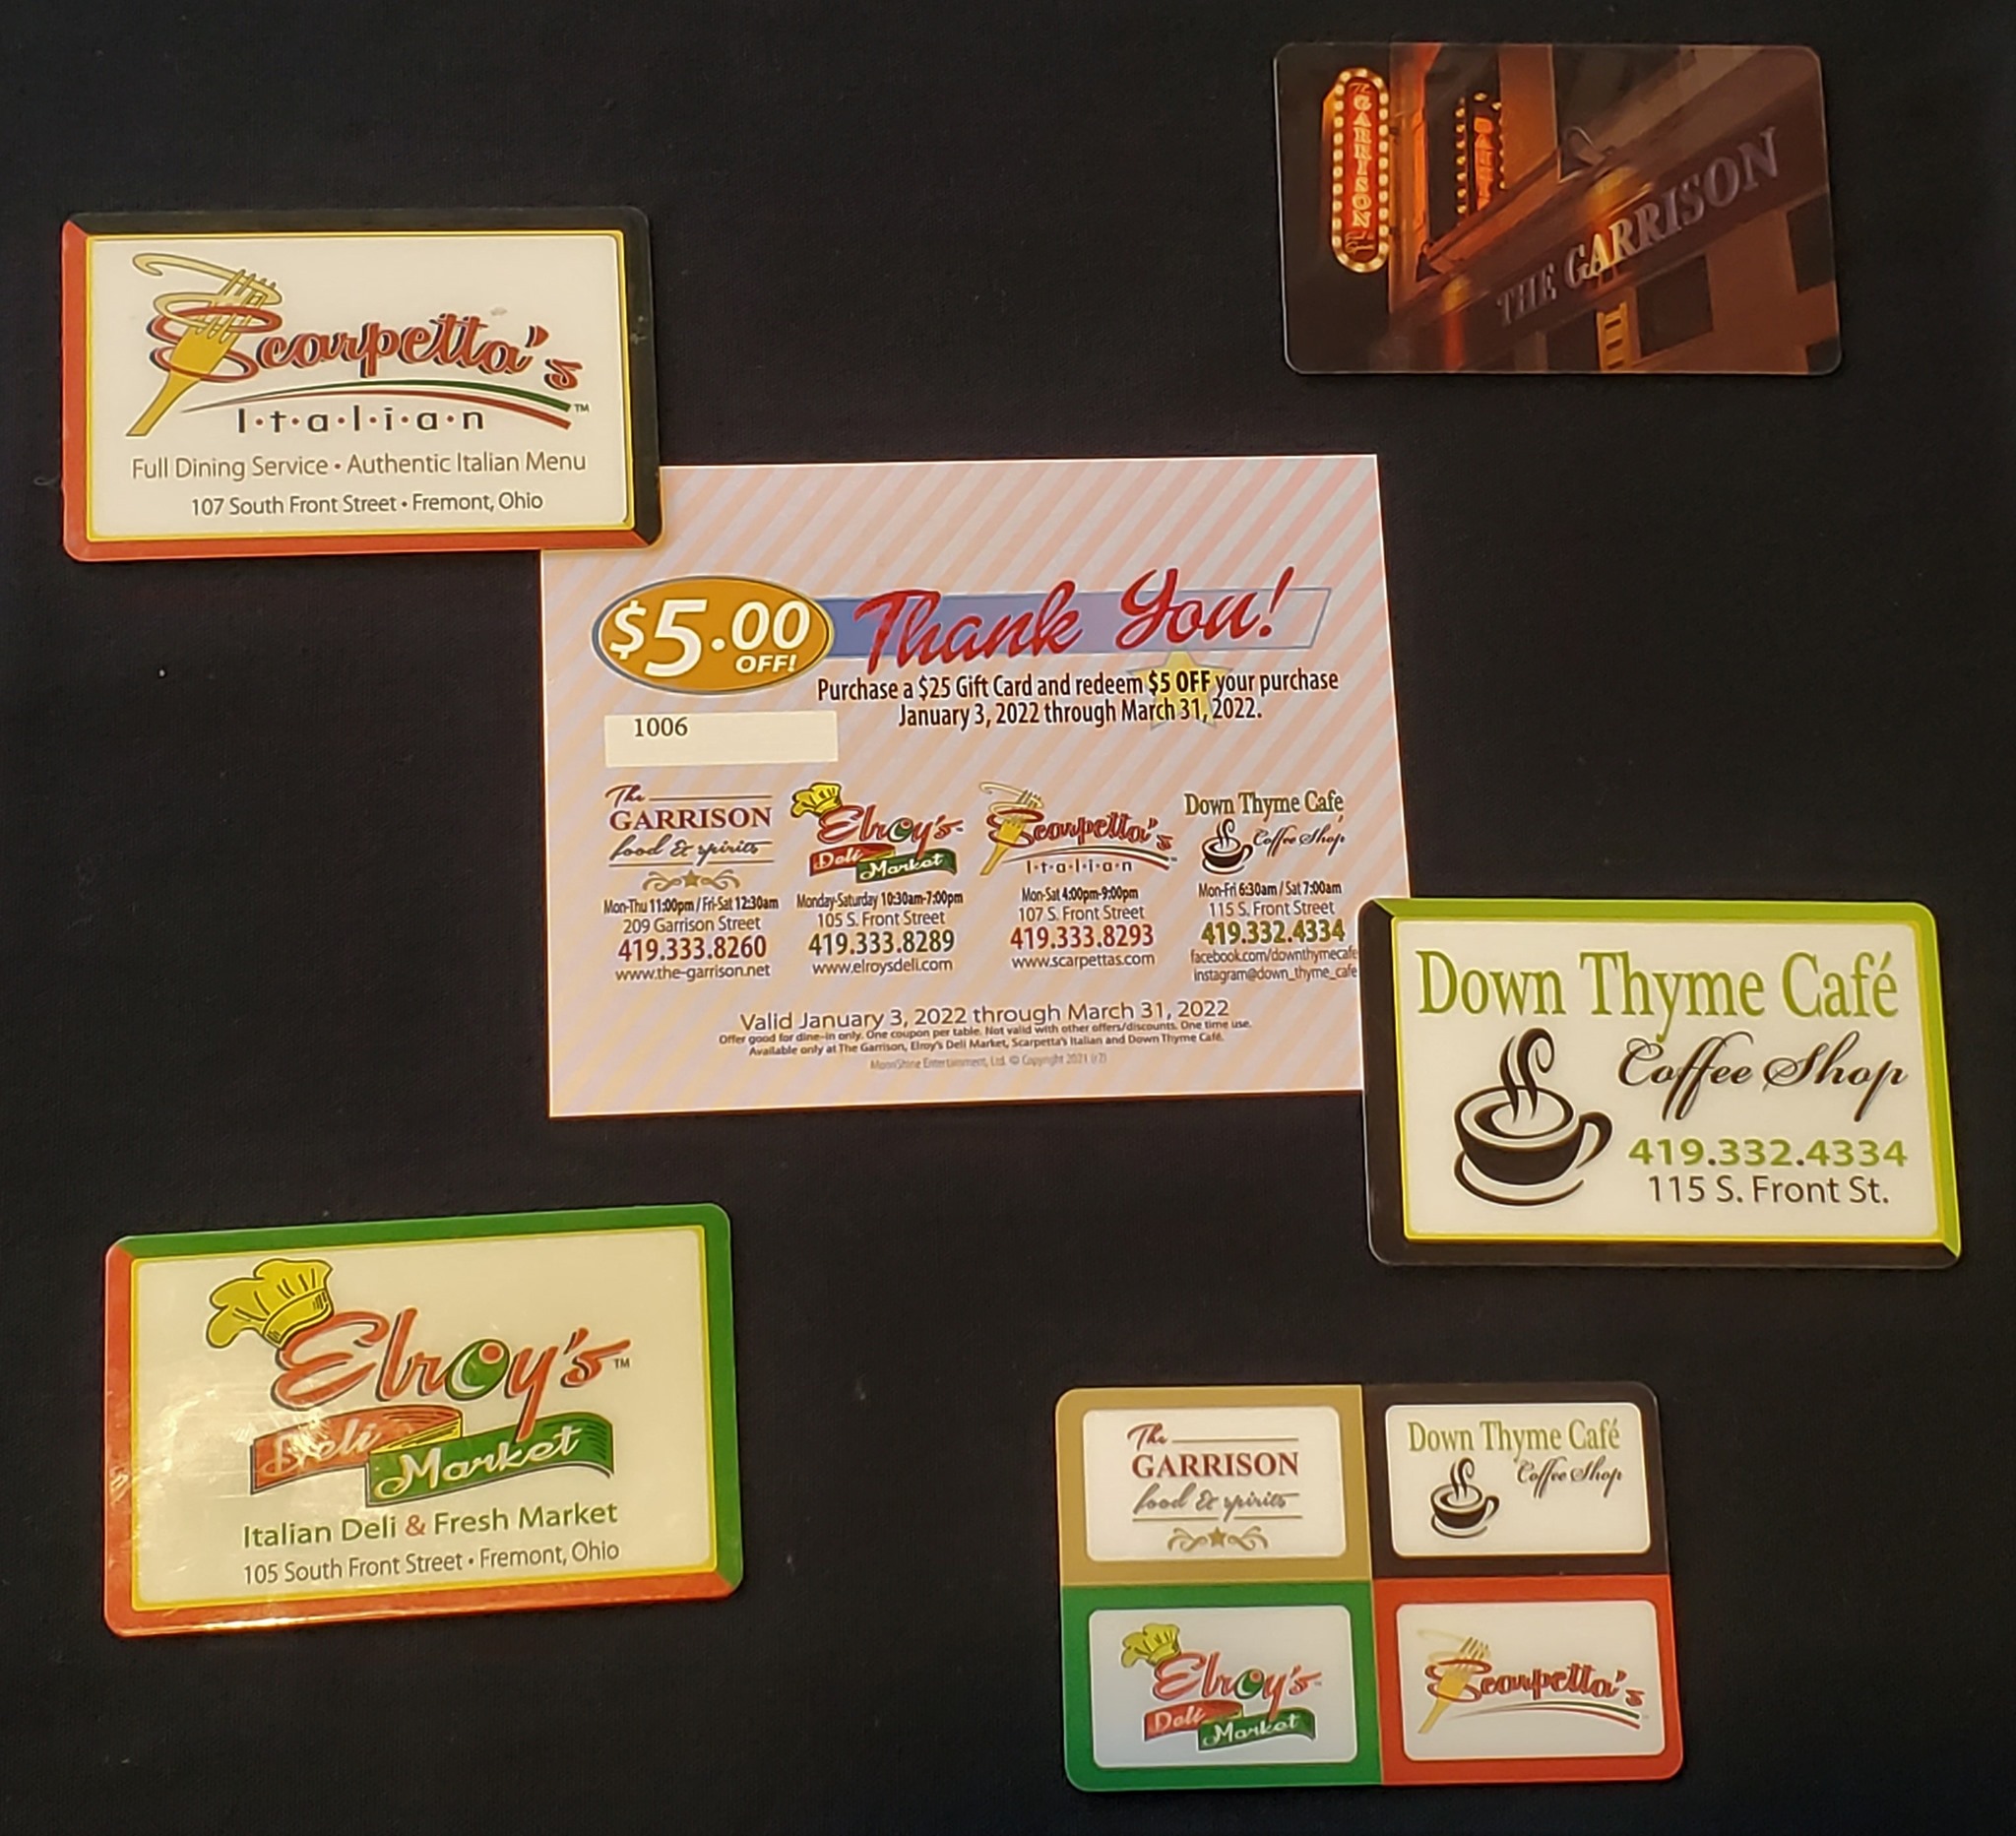 The GARRISON
THE GARRISON
Scarpetta's
I•t•a•l•i•a•n
TM
Full Dining Service • Authentic Italian Menu
107 South Front Street • Fremont, Ohio
$5.00
OFF!
Thank You!
Purchase a $25 Gift Card and redeem $5 OFF your purchase
January 3, 2022 through March 31, 2022.
1006
The
GARRISON
food & spirits
Mon-Thu 11:00pm / Fri-Sat 12:30am
209 Garrison Street
419.333.8260
www.the-garrison.net
Elroy's
Deli Market
Monday-Saturday 10:30am-7:00pm
105 S. Front Street
419.333.8289
www.elroysdeli.com
Scarpetta's
I•t•a•l•i•a•n
Mon-Sat 4:00pm-9:00pm
107 S. Front Street
419.333.8293
www.scarpettas.com
Down Thyme Café
Coffee Shop
Mon-Fri 6:30am / Sat 7:00am
115 S. Front Street
419.332.4334
facebook.com/downthymecafe
instagram@down_thyme_cafe
Valid January 3, 2022 through March 31, 2022
Offer good for dine-in only. One coupon per table. Not valid with other offers/discounts. One time use.
Available only at The Garrison, Elroy's Deli Market, Scarpetta's Italian and Down Thyme Café.
MoonShine Entertainment, Ltd. © Copyright 2021 (r2)
Down Thyme Café
Coffee Shop
419.332.4334
115 S. Front St.
Elroy's TM
Deli Market
Italian Deli & Fresh Market
105 South Front Street • Fremont, Ohio
The
GARRISON
food & spirits
Down Thyme Café
Coffee Shop
Elroy's
Deli Market
Scarpetta's